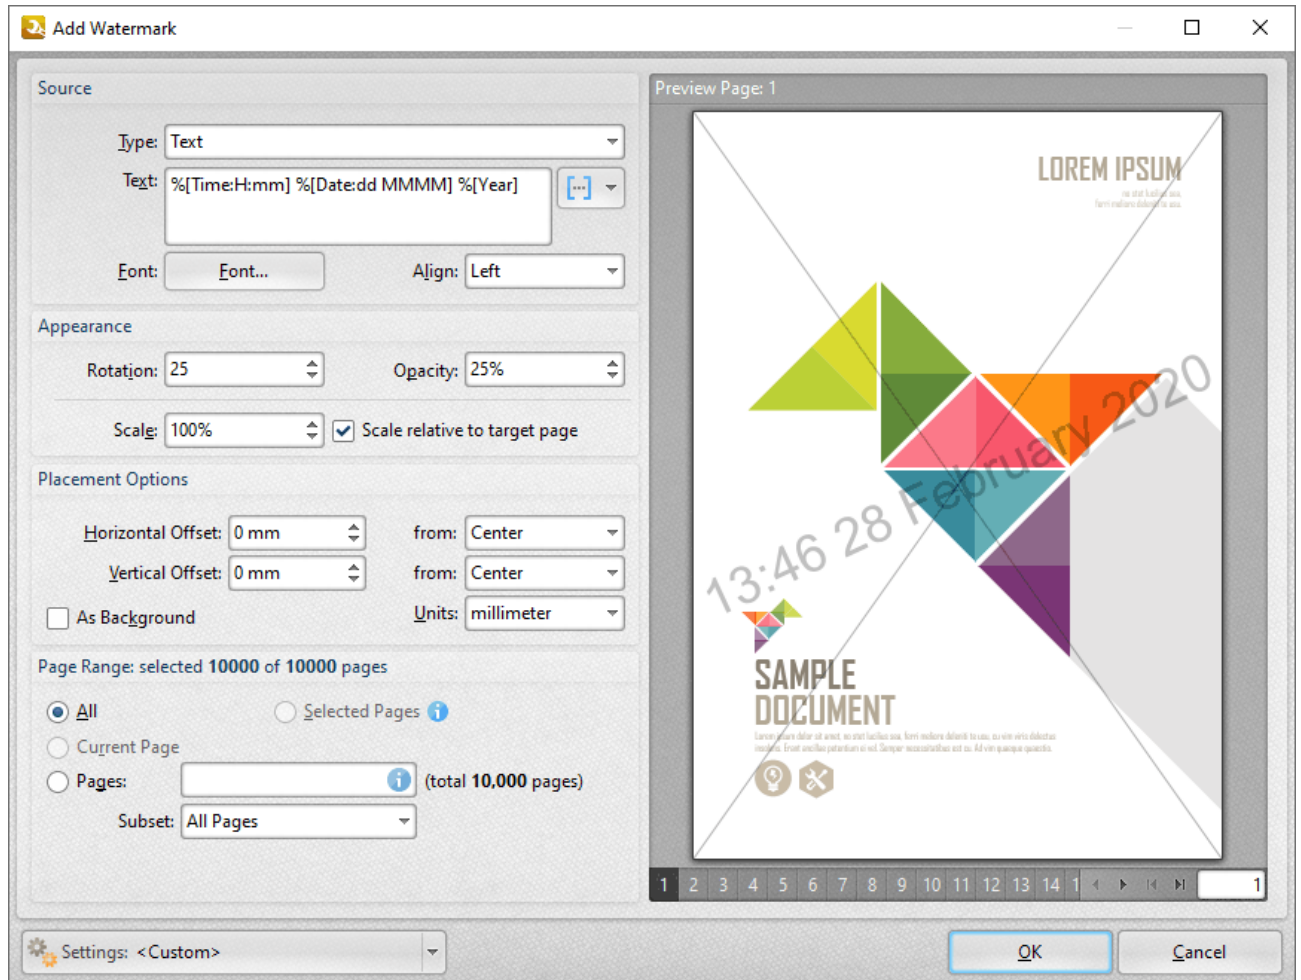 Add Watermark
Source
Type: Text
Text: %[Time:H:mm] %[Date:dd MMMM] %[Year]
Font: Font... Align: Left
Appearance
Rotation: 25 Opacity: 25%
Scale: 100% Scale relative to target page
Placement Options
Horizontal Offset: 0 mm from: Center
Vertical Offset: 0 mm from: Center
As Background Units: millimeter
Page Range: selected 10000 of 10000 pages
All Selected Pages
Current Page
Pages: (total 10,000 pages)
Subset: All Pages
Preview Page: 1
LOREM IPSUM
13:46 28 February 2020
SAMPLE
DOCUMENT
1 2 3 4 5 6 7 8 9 10 11 12 13 14 1 1
Settings: <Custom> OK Cancel